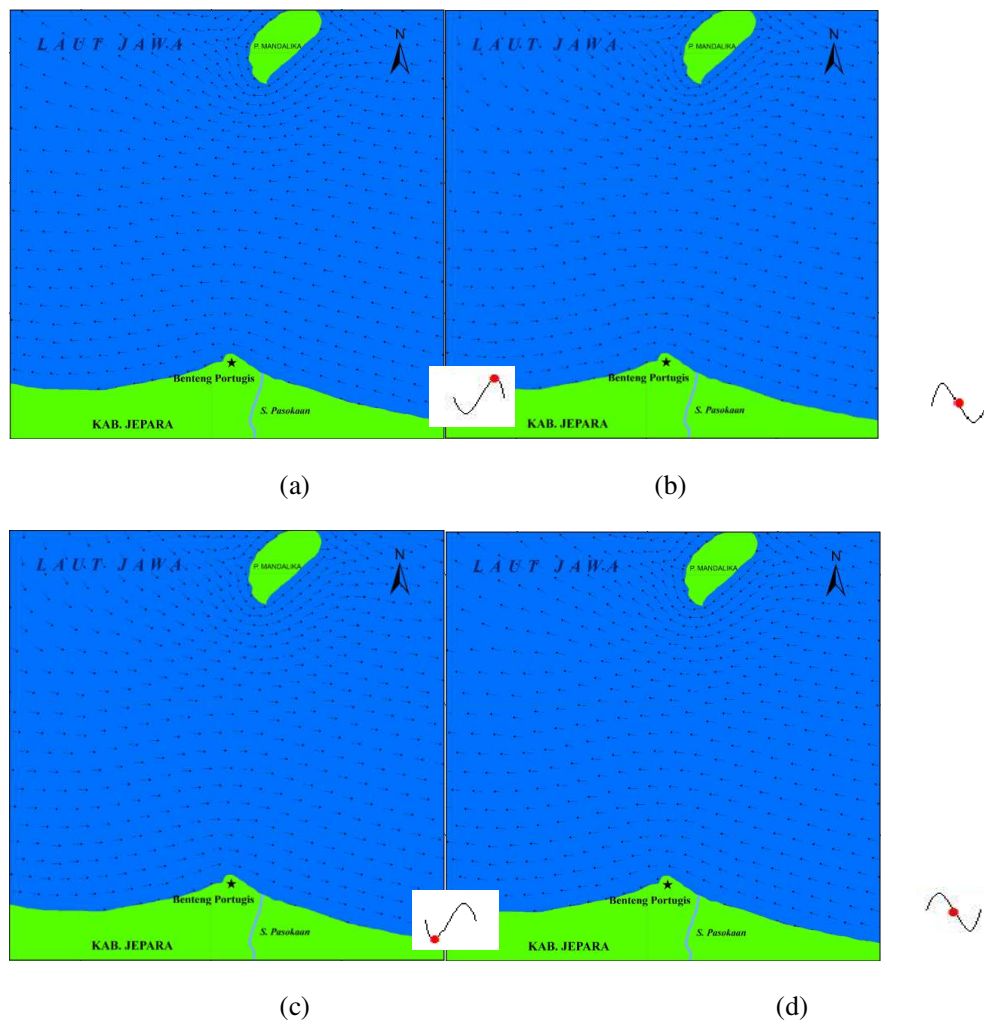 LAUT JAWA
P. MANDALIKA
N
Benteng Portugis
S. Pasokaan
KAB. JEPARA
LAUT JAWA
P. MANDALIKA
N
Benteng Portugis
S. Pasokaan
KAB. JEPARA
(a)
(b)
LAUT JAWA
P. MANDALIKA
N
Benteng Portugis
S. Pasokaan
KAB. JEPARA
LAUT JAWA
P. MANDALIKA
N
Benteng Portugis
S. Pasokaan
KAB. JEPARA
(c)
(d)